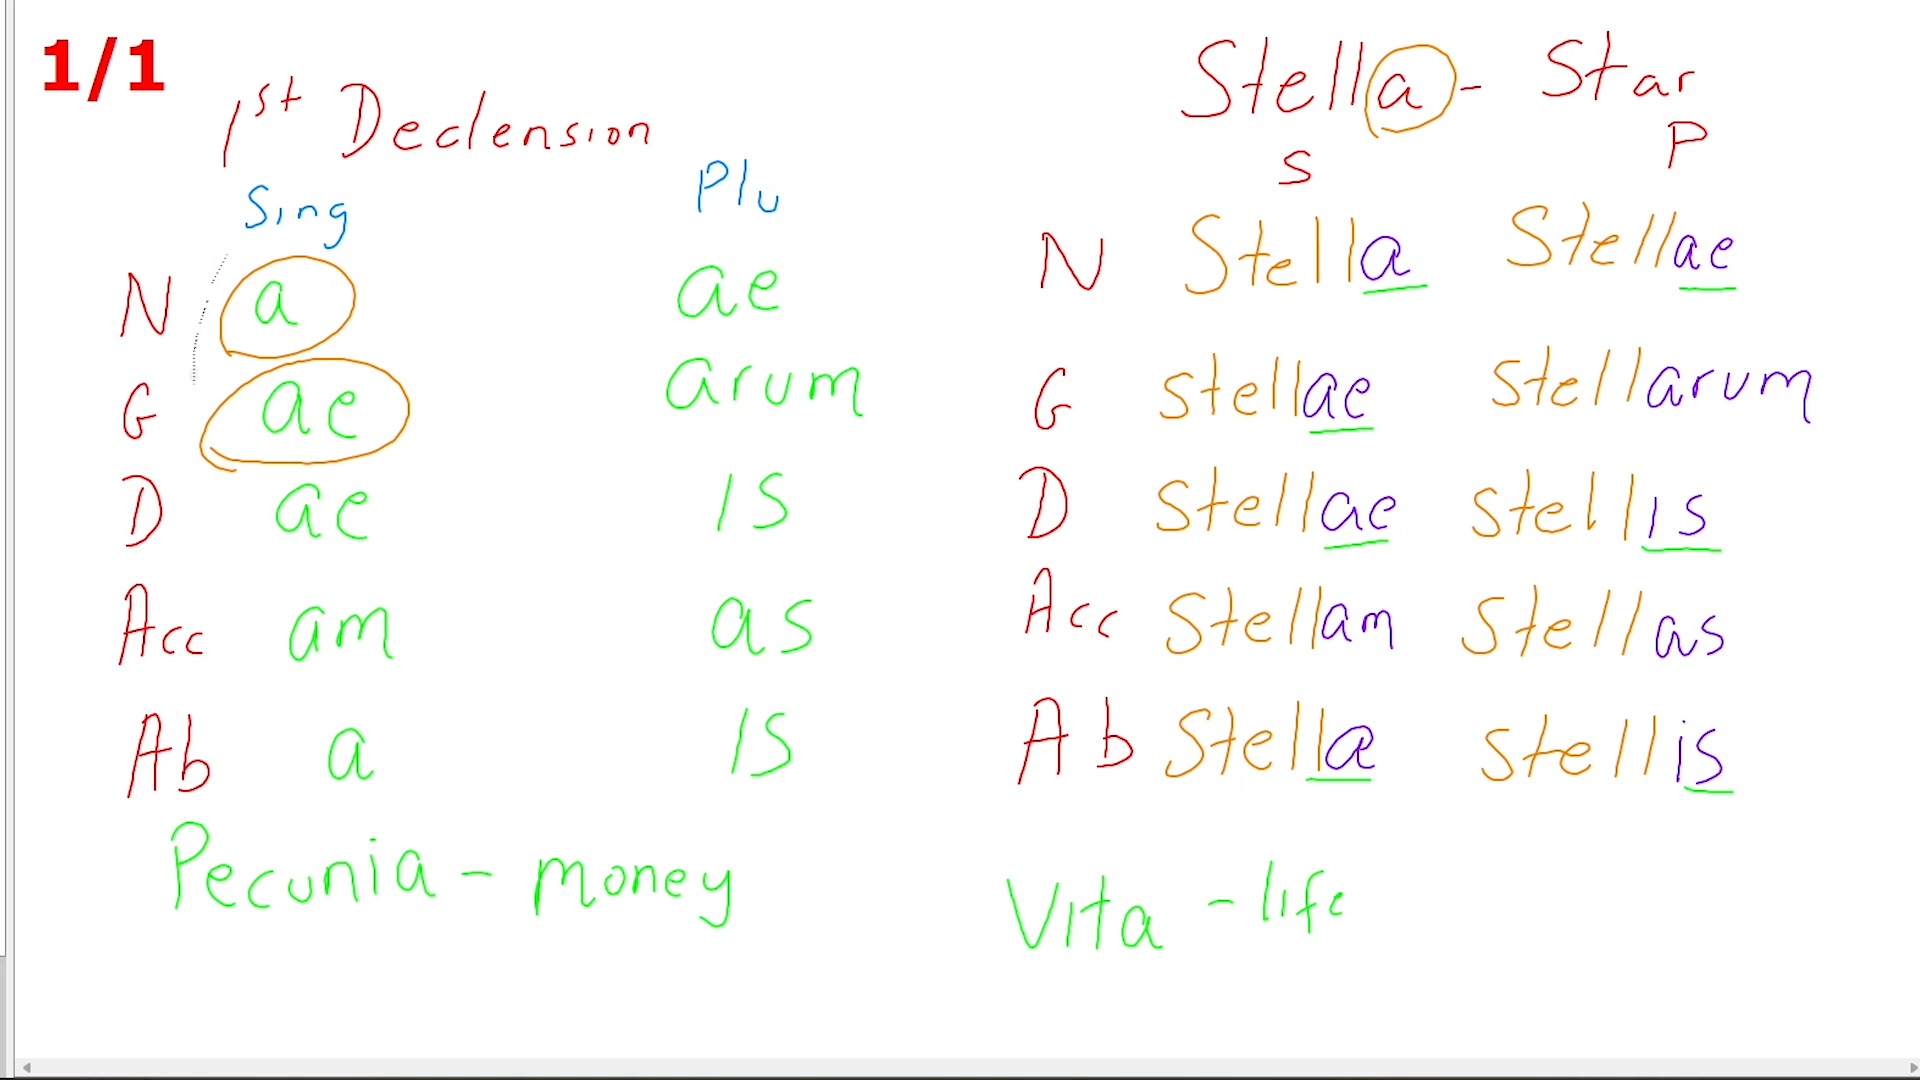 1/1
1st Declension
Sing Plu
N a ae
G ae arum
D ae is
Acc am as
Ab a is
Pecunia - money
Stella - Star
S P
N Stella Stellae
G stellae stellarum
D stellae stellis
Acc Stellam Stellas
Ab Stella stellis
Vita - life